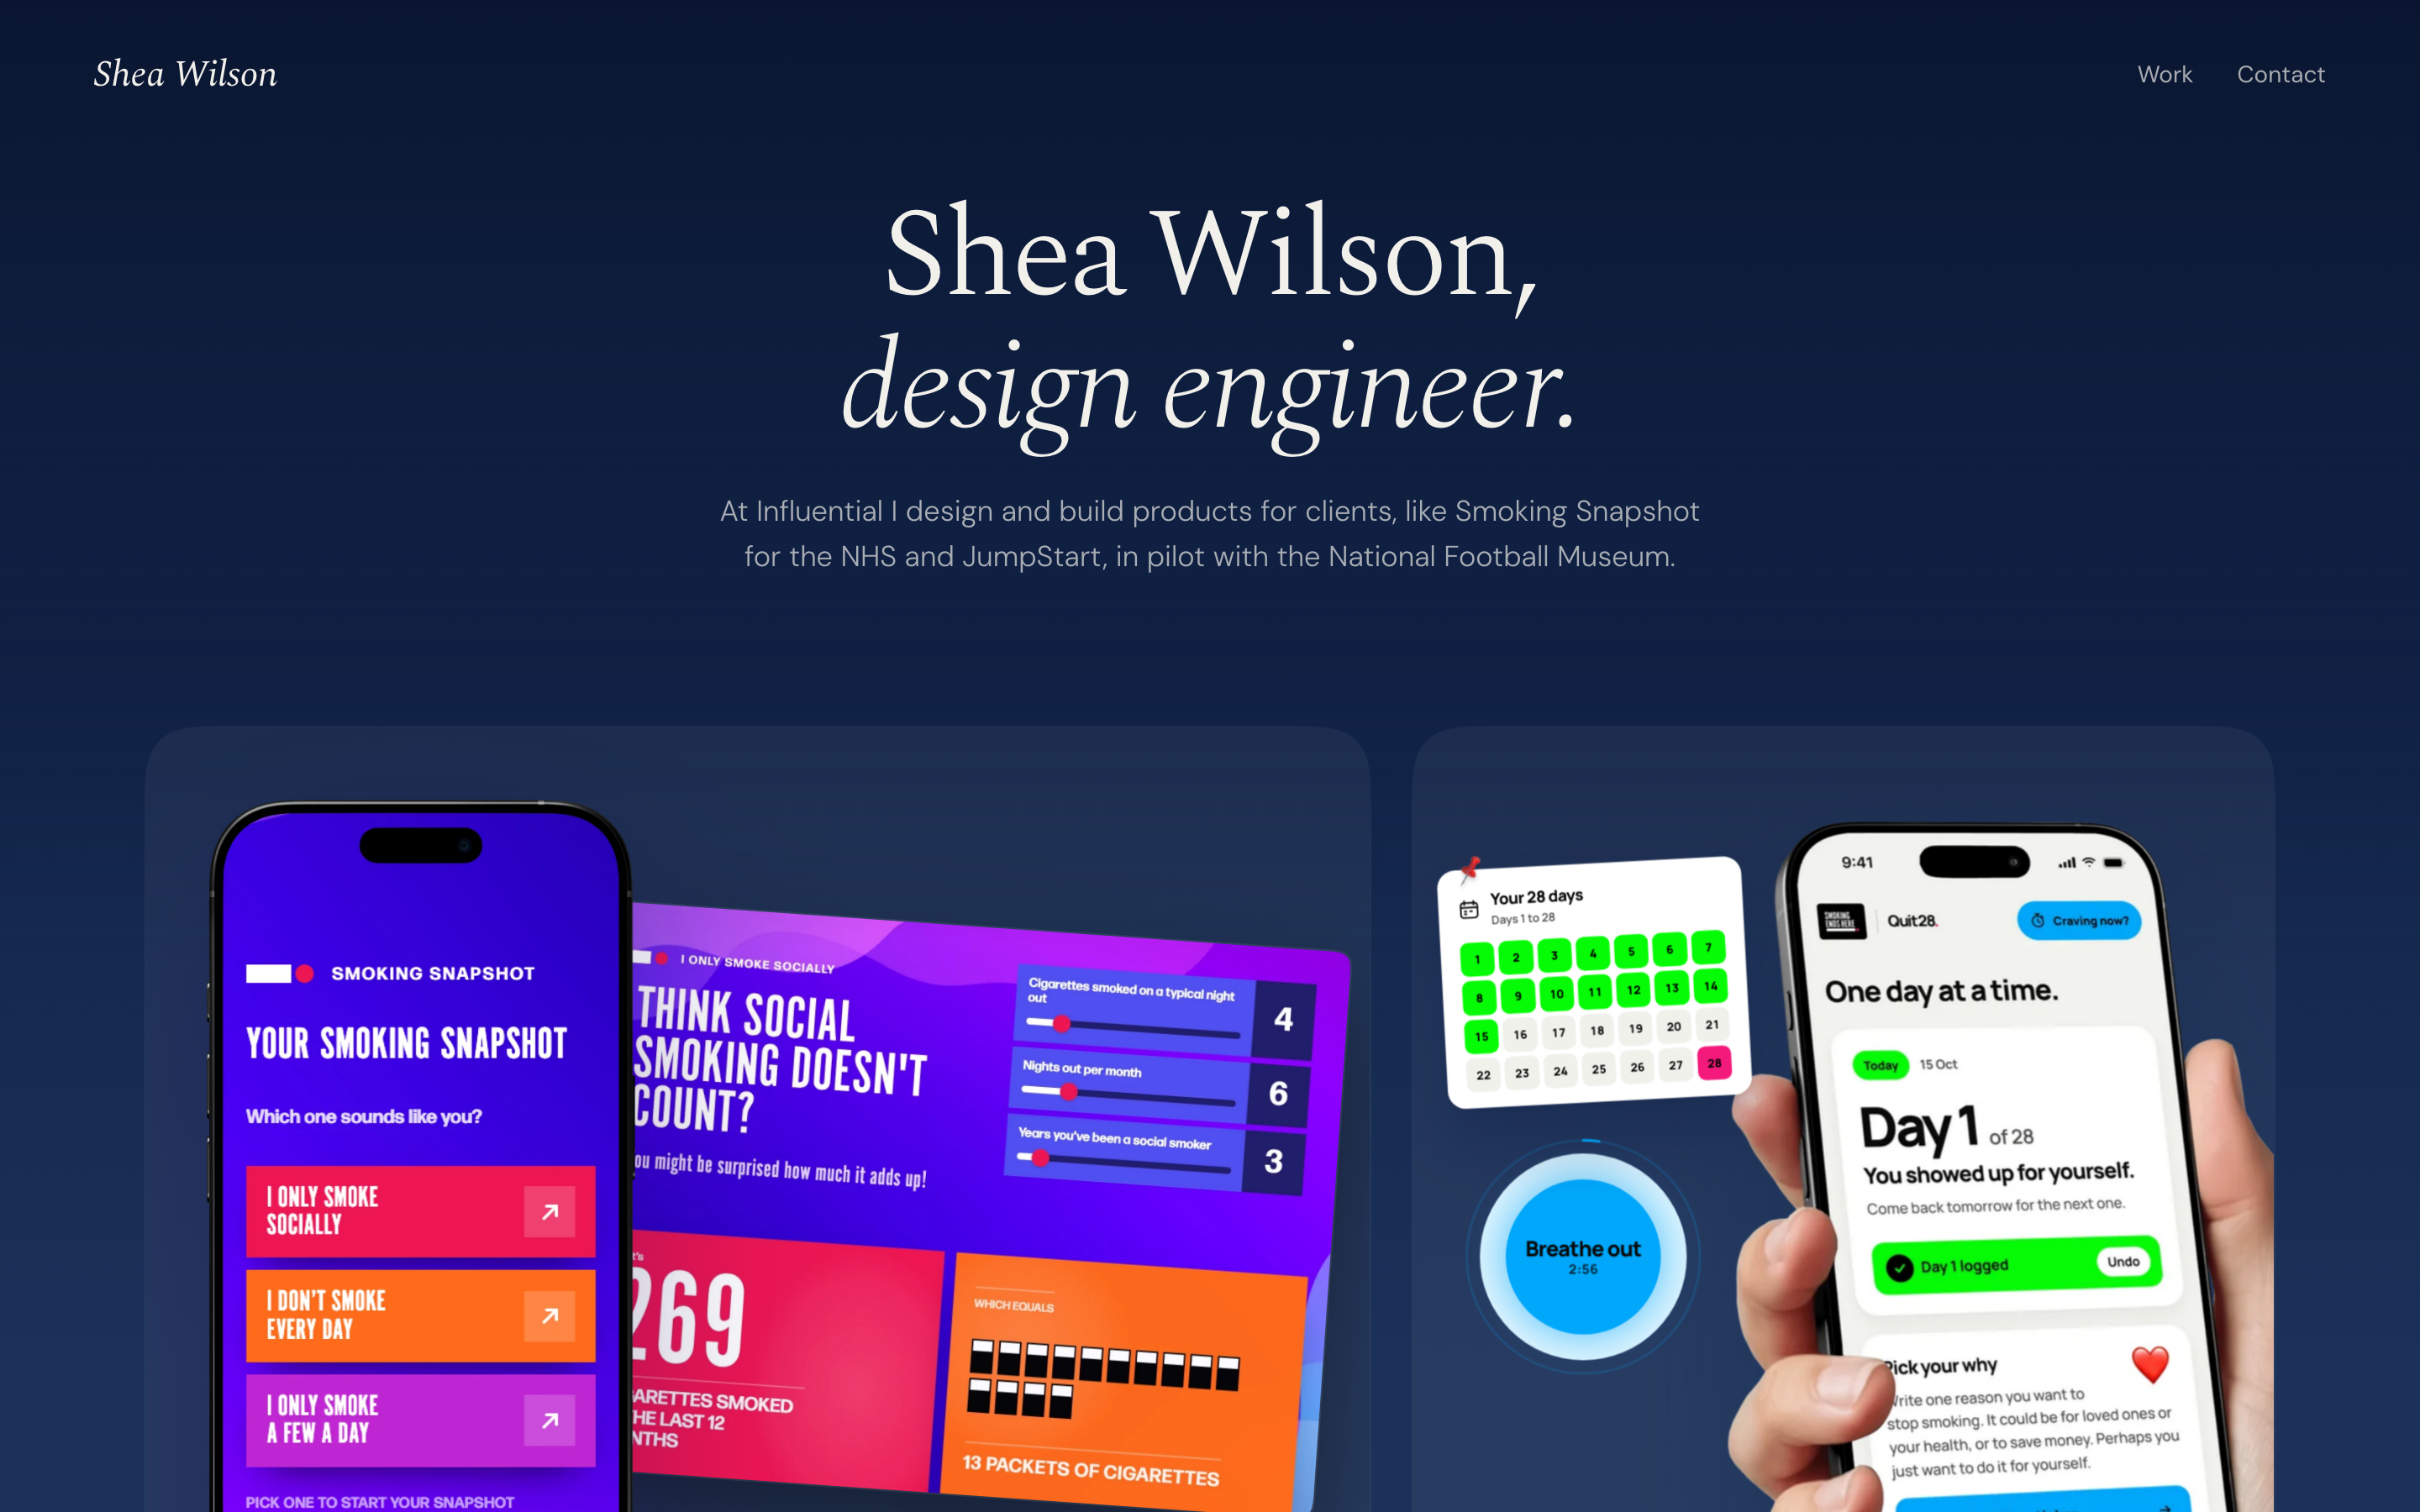 Shea Wilson
Work
Contact
Shea Wilson,
design engineer.
At Influential I design and build products for clients, like Smoking Snapshot
for the NHS and JumpStart, in pilot with the National Football Museum.
SMOKING SNAPSHOT
YOUR SMOKING SNAPSHOT
Which one sounds like you?
I ONLY SMOKE
SOCIALLY
I DON'T SMOKE
EVERY DAY
I ONLY SMOKE
A FEW A DAY
PICK ONE TO START YOUR SNAPSHOT
I ONLY SMOKE SOCIALLY
THINK SOCIAL
SMOKING DOESN'T
COUNT?
ou might be surprised how much it adds up!
Cigarettes smoked on a typical night
out
4
Nights out per month
6
Years you've been a social smoker
3
269
ARETTES SMOKED
HE LAST 12
NTHS
WHICH EQUALS
13 PACKETS OF CIGARETTES
Your 28 days
Days 1 to 28
1 2 3 4 5 6 7
8 9 10 11 12 13 14
15 16 17 18 19 20 21
22 23 24 25 26 27 28
Breathe out
2:56
9:41
SMOKING
ENDS HERE
Quit28.
Craving now?
One day at a time.
Today
15 Oct
Day 1 of 28
You showed up for yourself.
Come back tomorrow for the next one.
Day 1 logged
Undo
Pick your why
Write one reason you want to
stop smoking. It could be for loved ones or
your health, or to save money. Perhaps you
just want to do it for yourself.